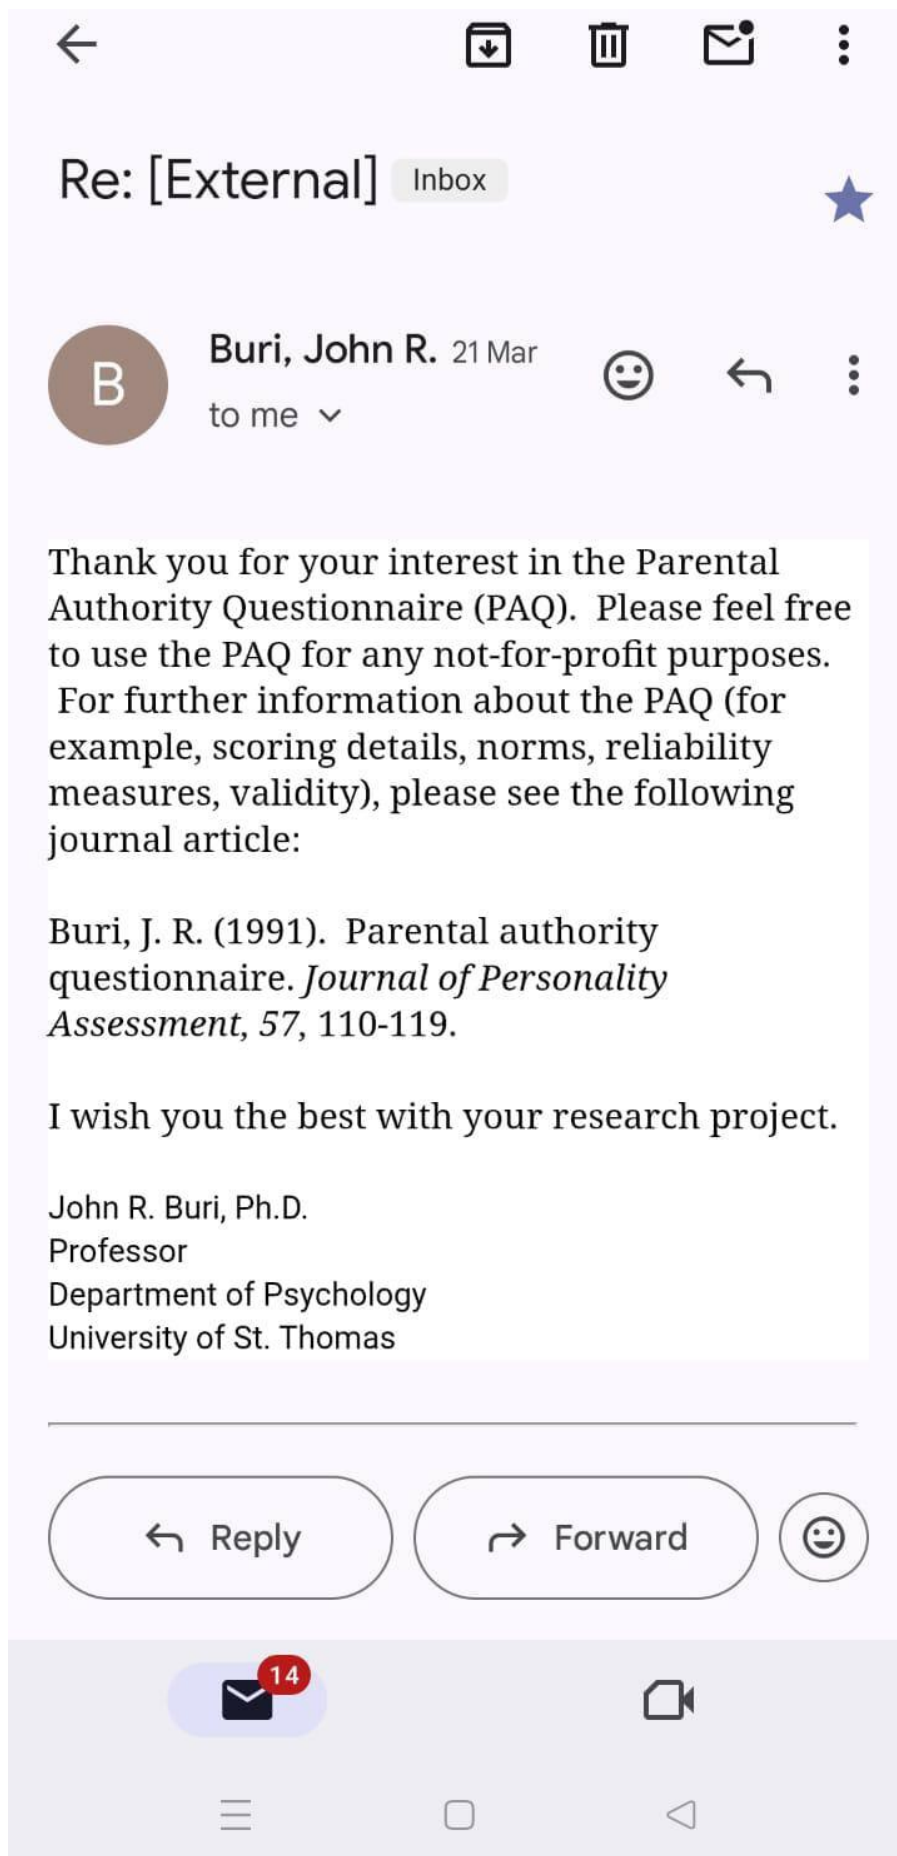 Re: [External] Inbox
B
Buri, John R. 21 Mar
to me
Thank you for your interest in the Parental
Authority Questionnaire (PAQ).  Please feel free
to use the PAQ for any not-for-profit purposes.
For further information about the PAQ (for
example, scoring details, norms, reliability
measures, validity), please see the following
journal article:
Buri, J. R. (1991).  Parental authority
questionnaire. Journal of Personality
Assessment, 57, 110-119.
I wish you the best with your research project.
John R. Buri, Ph.D.
Professor
Department of Psychology
University of St. Thomas
Reply Forward
14